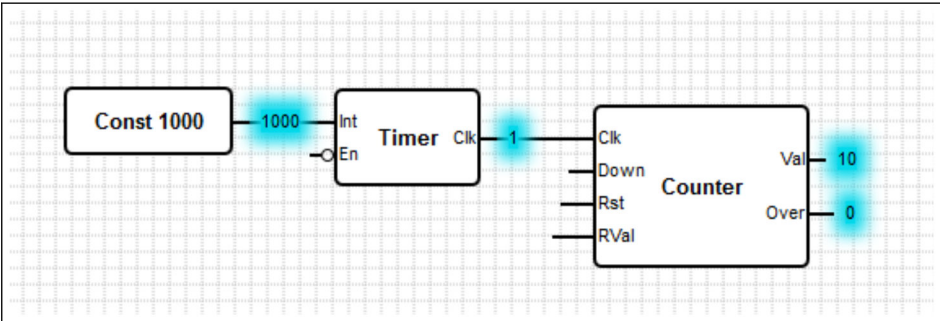 Const 1000
1000
Int
En
Timer
Clk
1
Clk
Down
Rst
RVal
Counter
Val
Over
10
0